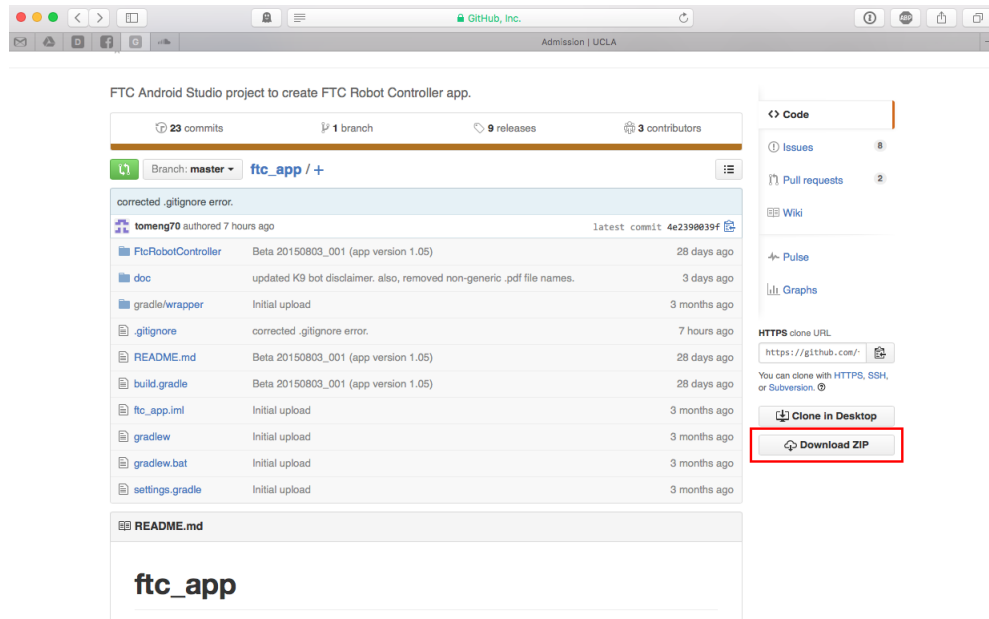 GitHub, Inc.
ABP
D
G
Admission | UCLA
FTC Android Studio project to create FTC Robot Controller app.
23 commits
1 branch
9 releases
3 contributors
Branch: master
ftc_app / +
corrected .gitignore error.
tomeng70 authored 7 hours ago
latest commit 4e2390039f
FtcRobotController Beta 20150803_001 (app version 1.05) 28 days ago
doc updated K9 bot disclaimer. also, removed non-generic .pdf file names. 3 days ago
gradle/wrapper Initial upload 3 months ago
.gitignore corrected .gitignore error. 7 hours ago
README.md Beta 20150803_001 (app version 1.05) 28 days ago
build.gradle Beta 20150803_001 (app version 1.05) 28 days ago
ftc_app.iml Initial upload 3 months ago
gradlew Initial upload 3 months ago
gradlew.bat Initial upload 3 months ago
settings.gradle Initial upload 3 months ago
README.md
ftc_app
<> Code
Issues 8
Pull requests 2
Wiki
Pulse
Graphs
HTTPS clone URL
https://github.com/
You can clone with HTTPS, SSH,
or Subversion.
Clone in Desktop
Download ZIP